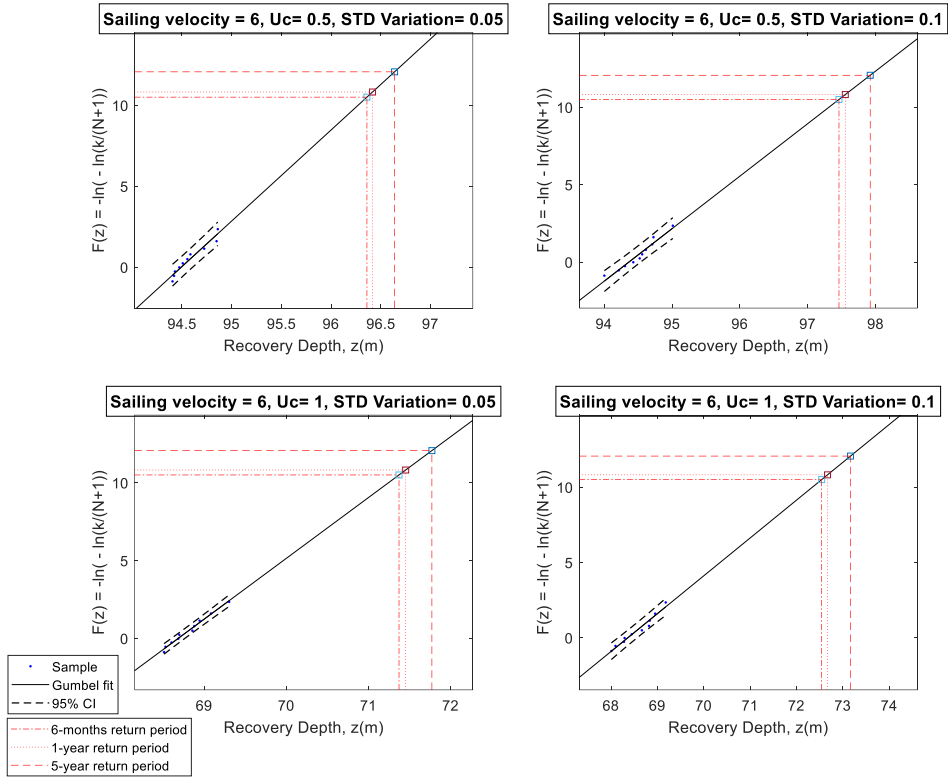 Sailing velocity = 6, Uc= 0.5, STD Variation= 0.05
F(z) = -ln( - ln(k/(N+1))
10
5
0
94.5 95 95.5 96 96.5 97
Recovery Depth, z(m)
Sailing velocity = 6, Uc= 0.5, STD Variation= 0.1
F(z) = -ln( - ln(k/(N+1))
10
5
0
94 95 96 97 98
Recovery Depth, z(m)
Sailing velocity = 6, Uc= 1, STD Variation= 0.05
F(z) = -ln( - ln(k/(N+1))
10
5
0
69 70 71 72
Recovery Depth, z(m)
Sailing velocity = 6, Uc= 1, STD Variation= 0.1
F(z) = -ln( - ln(k/(N+1))
10
5
0
68 69 70 71 72 73 74
Recovery Depth, z(m)
Sample
Gumbel fit
95% CI
6-months return period
1-year return period
5-year return period